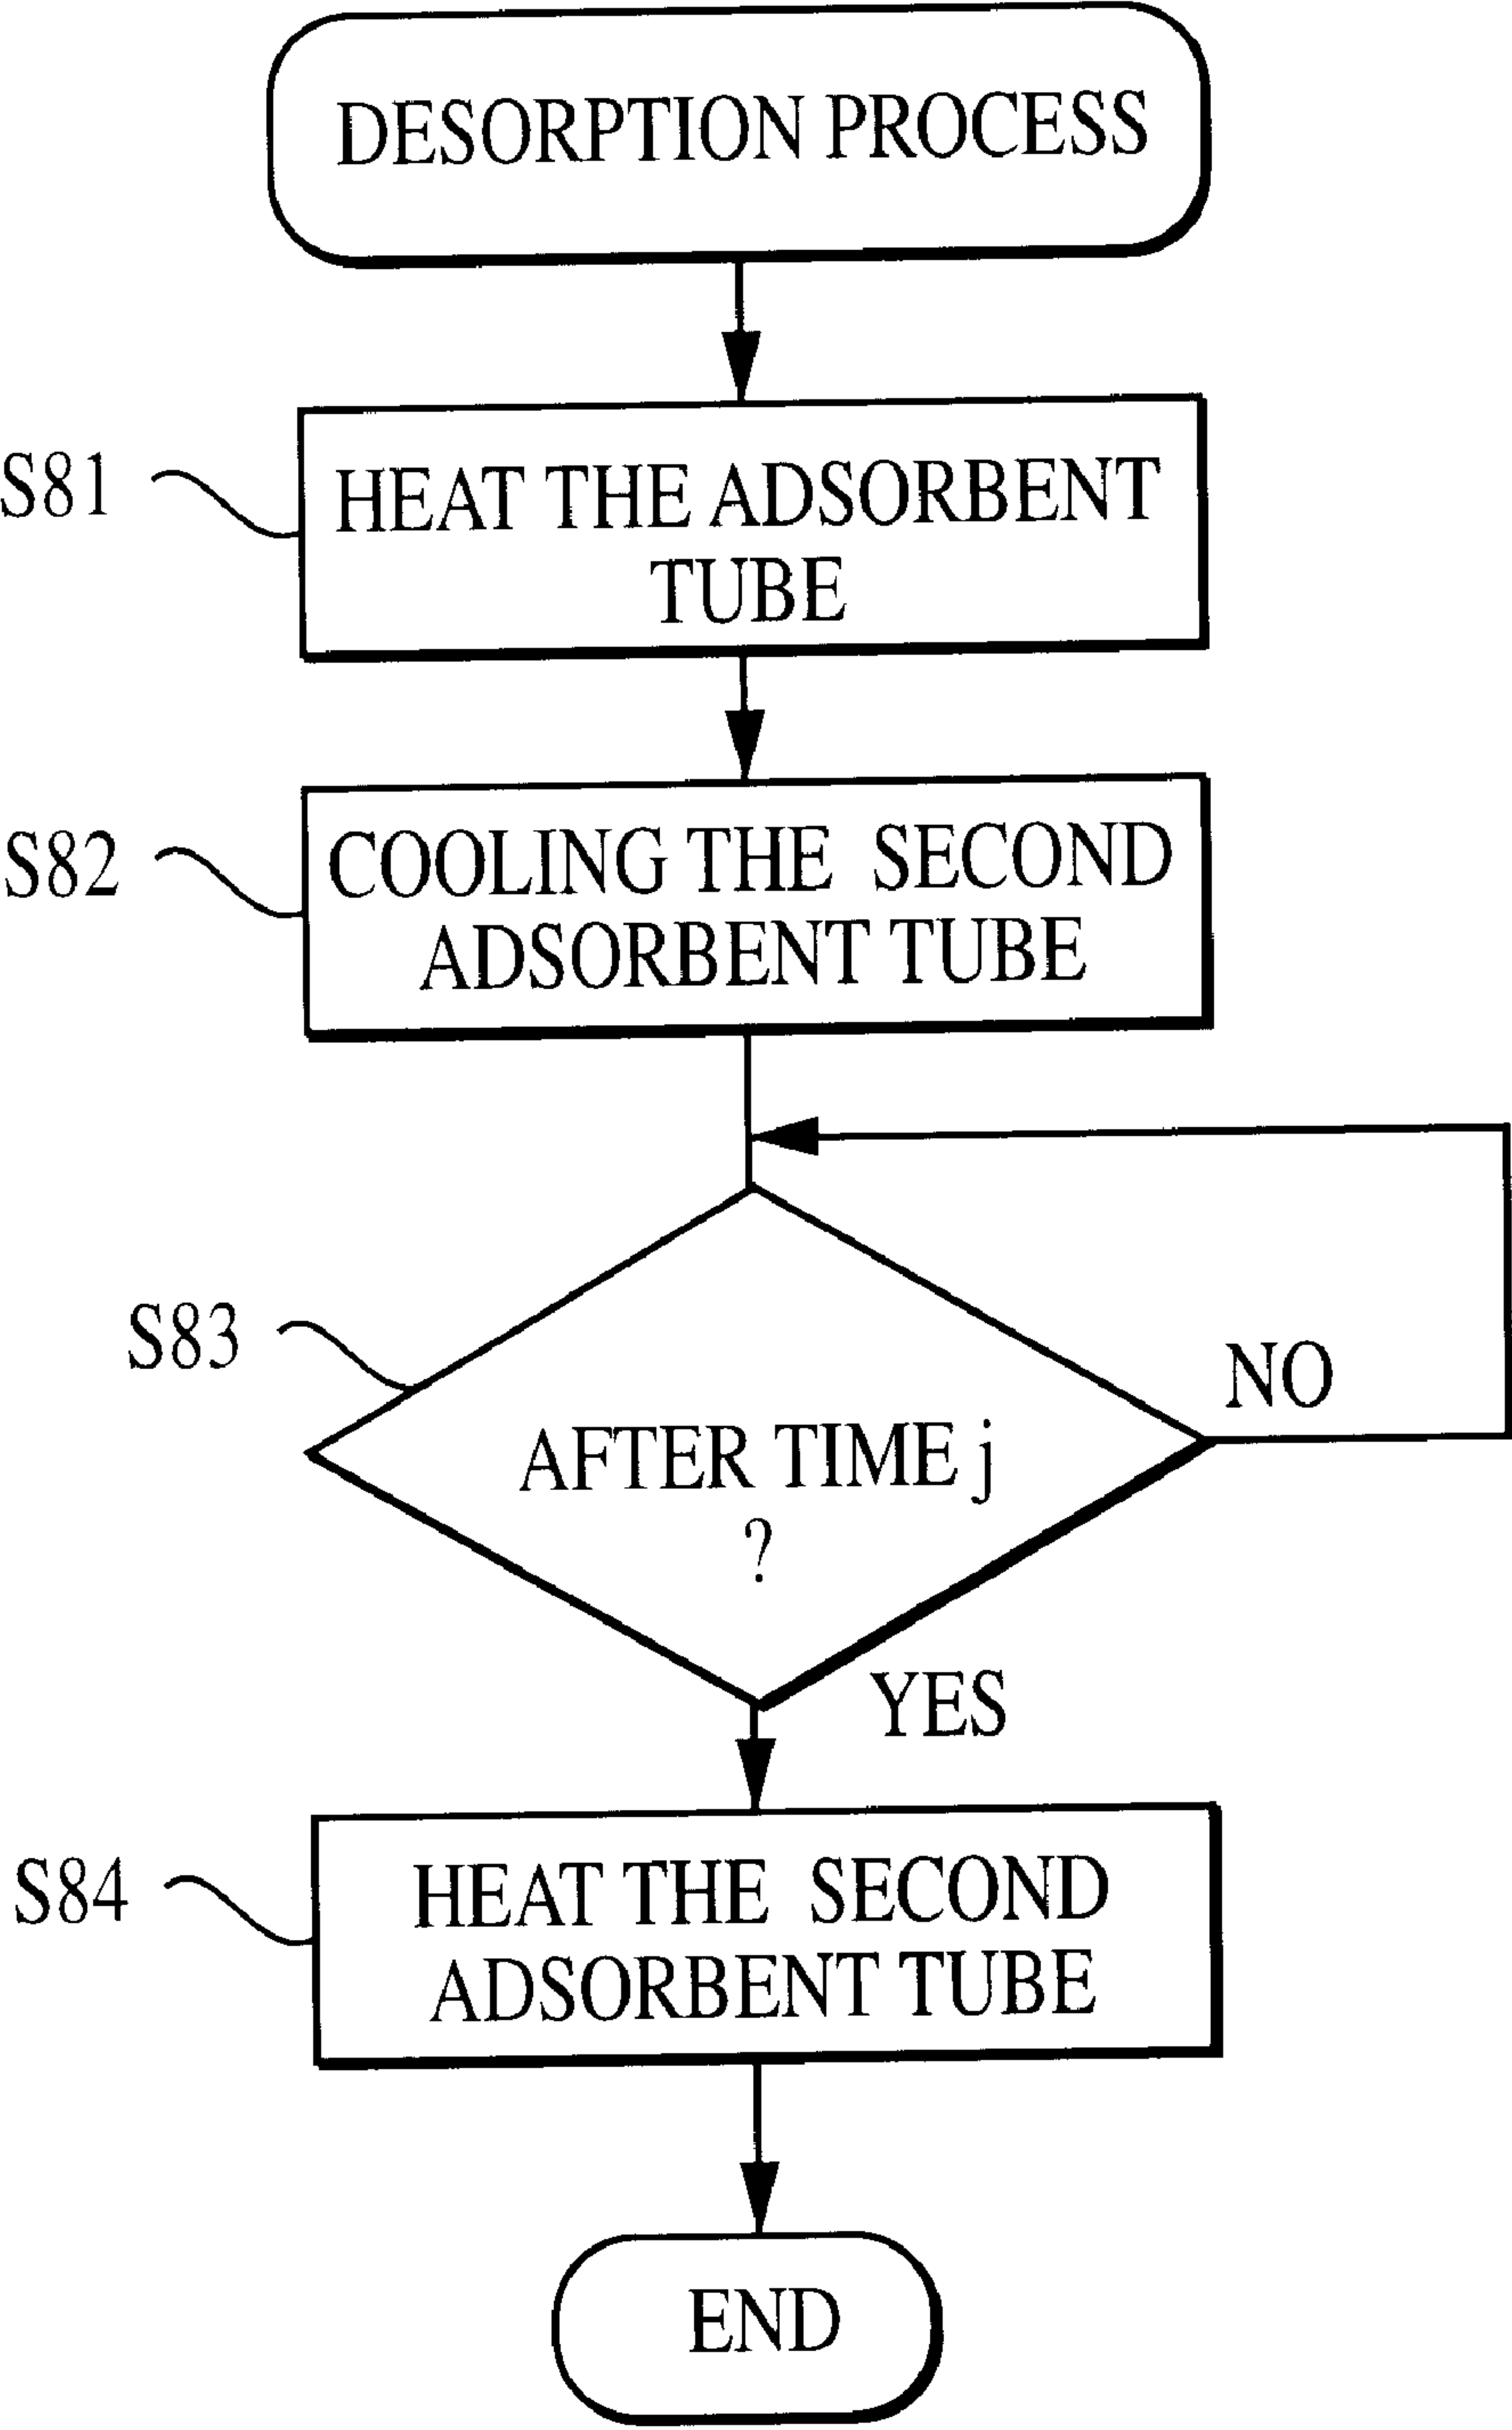 DESORPTION PROCESS
S81
HEAT THE ADSORBENT
TUBE
S82
COOLING THE SECOND
ADSORBENT TUBE
S83
AFTER TIME j
?
NO
YES
S84
HEAT THE SECOND
ADSORBENT TUBE
END